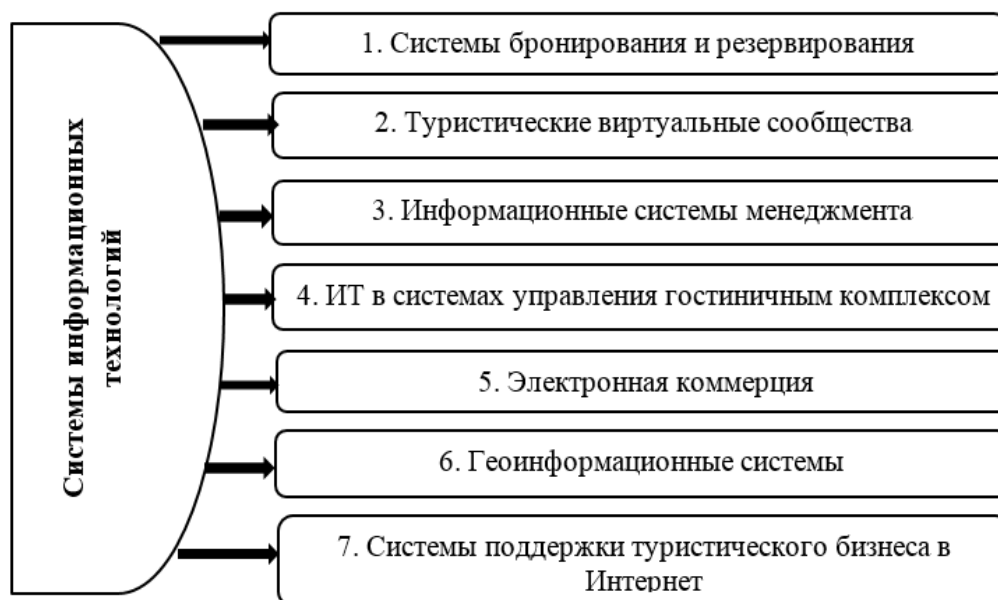 Системы информационных
технологий
1. Системы бронирования и резервирования
2. Туристические виртуальные сообщества
3. Информационные системы менеджмента
4. ИТ в системах управления гостиничным комплексом
5. Электронная коммерция
6. Геоинформационные системы
7. Системы поддержки туристического бизнеса в
Интернет